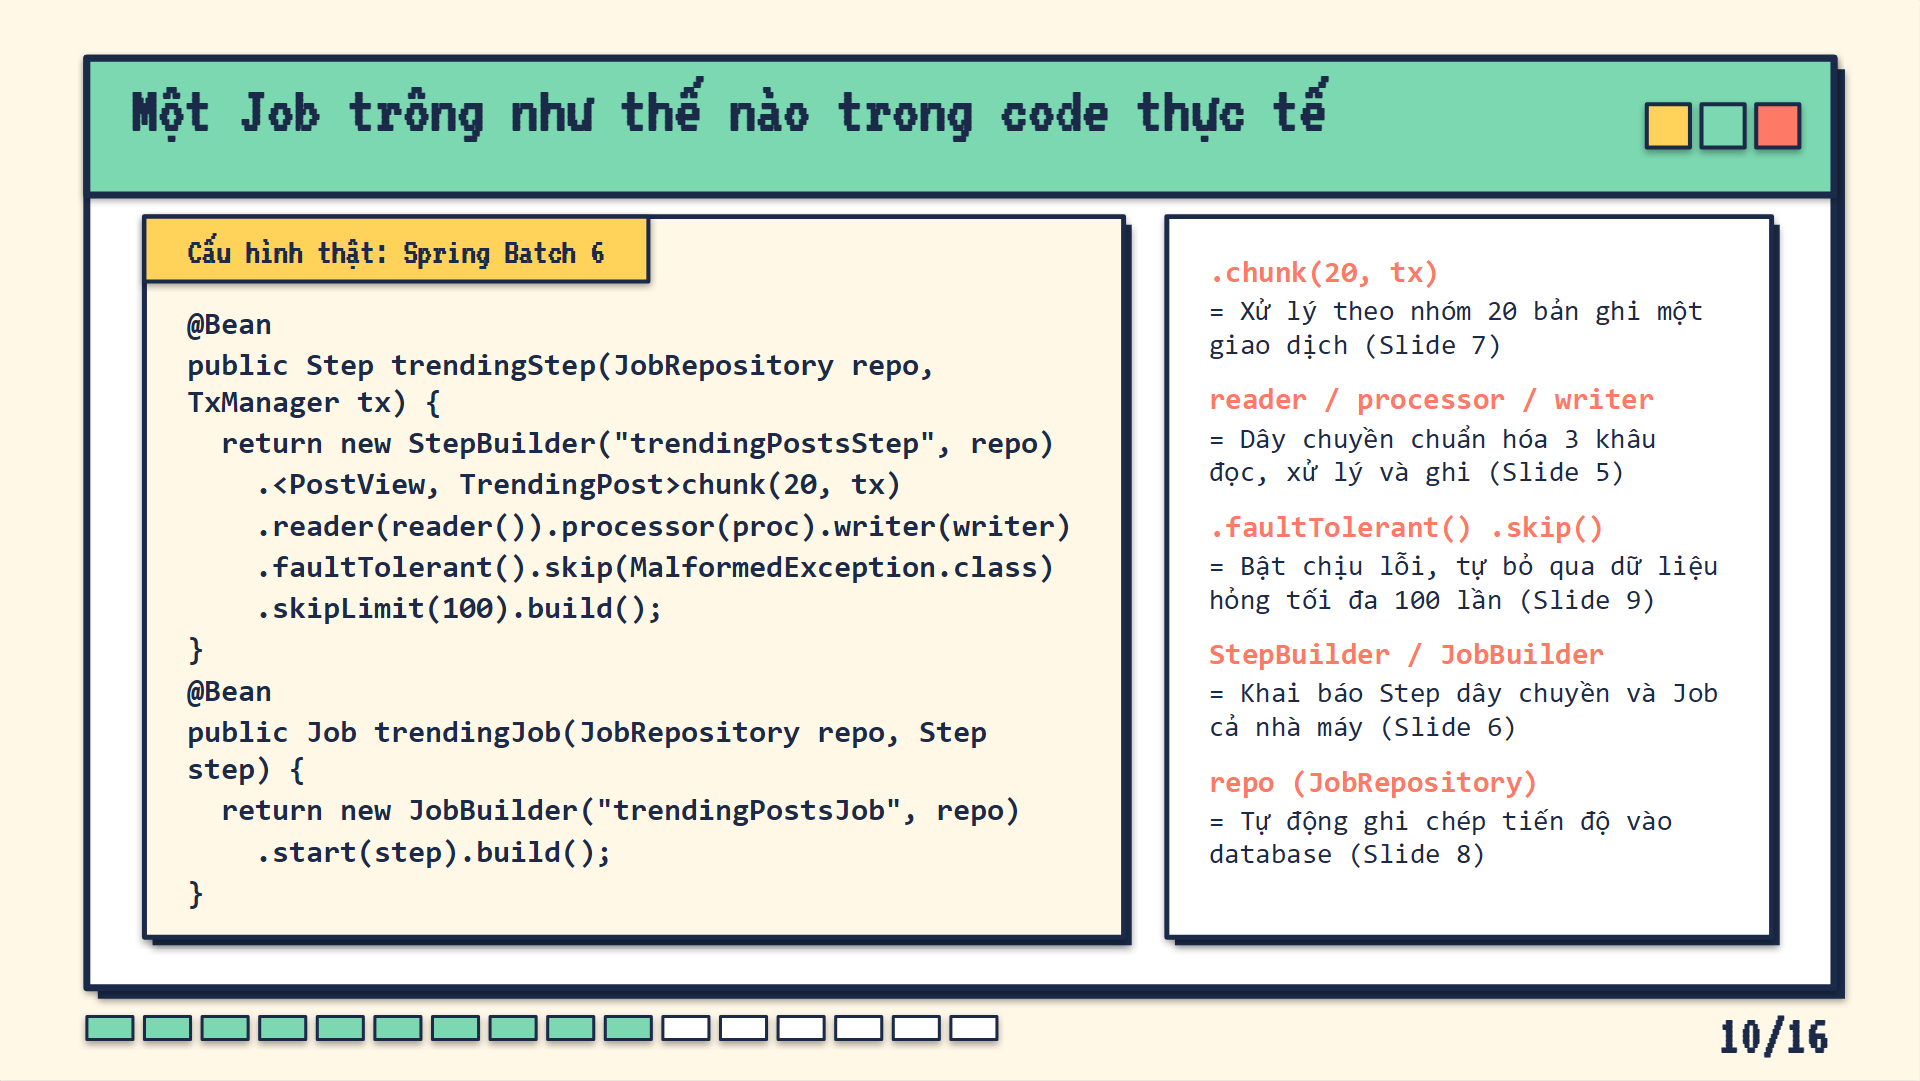 Một Job trông như thế nào trong code thực tế
Cấu hình thật: Spring Batch 6
@Bean
public Step trendingStep(JobRepository repo,
TxManager tx) {
  return new StepBuilder("trendingPostsStep", repo)
    .<PostView, TrendingPost>chunk(20, tx)
    .reader(reader()).processor(proc).writer(writer)
    .faultTolerant().skip(MalformedException.class)
    .skipLimit(100).build();
}
@Bean
public Job trendingJob(JobRepository repo, Step
step) {
  return new JobBuilder("trendingPostsJob", repo)
    .start(step).build();
}
.chunk(20, tx)
= Xử lý theo nhóm 20 bản ghi một
giao dịch (Slide 7)
reader / processor / writer
= Dây chuyền chuẩn hóa 3 khâu
đọc, xử lý và ghi (Slide 5)
.faultTolerant() .skip()
= Bật chịu lỗi, tự bỏ qua dữ liệu
hỏng tối đa 100 lần (Slide 9)
StepBuilder / JobBuilder
= Khai báo Step dây chuyền và Job
cả nhà máy (Slide 6)
repo (JobRepository)
= Tự động ghi chép tiến độ vào
database (Slide 8)
10/16